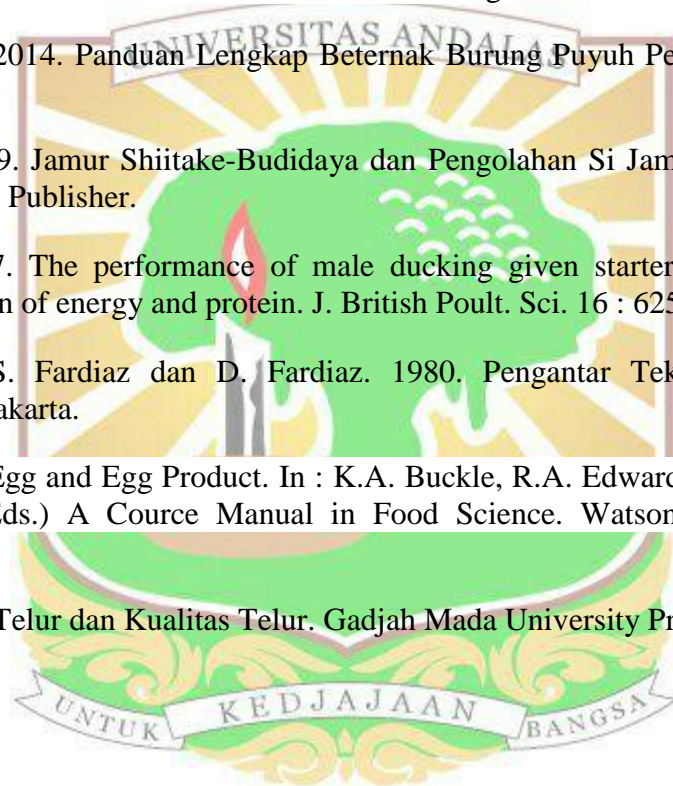 UNIVERSITAS ANDALAS
2014. Panduan Lengkap Beternak Burung Puyuh Pe
9. Jamur Shiitake-Budidaya dan Pengolahan Si Jam
Publisher.
7. The performance of male ducking given starter
n of energy and protein. J. British Poult. Sci. 16 : 625
S. Fardiaz dan D. Fardiaz. 1980. Pengantar Tek
akarta.
Egg and Egg Product. In : K.A. Buckle, R.A. Edward
Eds.) A Cource Manual in Food Science. Watson
Telur dan Kualitas Telur. Gadjah Mada University Pr
UNTUK KEDJAJAAN BANGSA